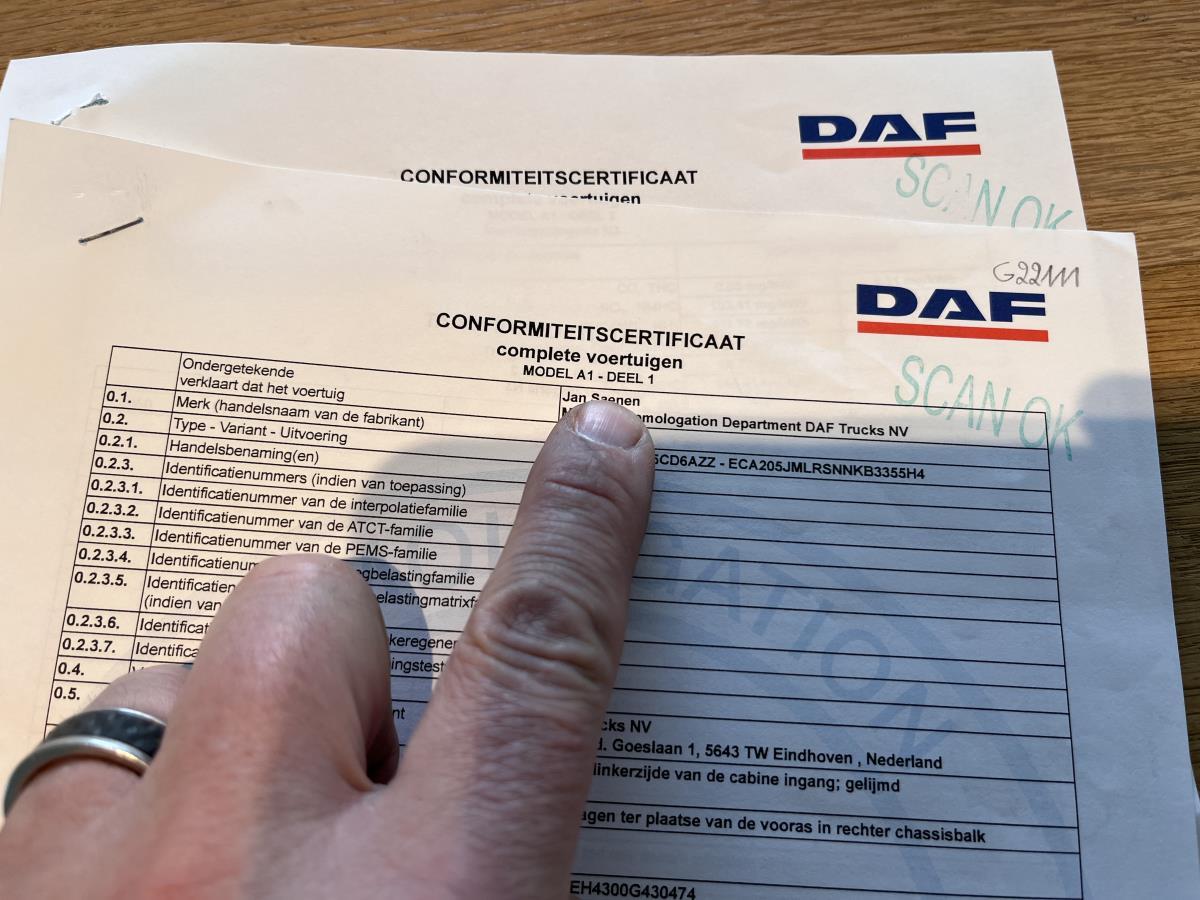 DAF
SCAN OK
CONFORMITEITSCERTIFICAAT
complete voertuigen
G22111
DAF
SCAN OK
CONFORMITEITSCERTIFICAAT
complete voertuigen
MODEL A1 - DEEL 1
Ondergetekende
verklaart dat het voertuig
Jan Saenen
Homologation Department DAF Trucks NV
0.1. Merk (handelsnaam van de fabrikant)
0.2. Type - Variant - Uitvoering
CD6AZZ - ECA205JMLRSNNKB3355H4
0.2.1. Handelsbenaming(en)
0.2.3. Identificatienummers (indien van toepassing)
0.2.3.1. Identificatienummer van de interpolatiefamilie
0.2.3.2. Identificatienummer van de ATCT-familie
0.2.3.3. Identificatienummer van de PEMS-familie
0.2.3.4. gbelastingfamilie
0.2.3.5.
(indien van
0.2.3.6.
0.2.3.7.
0.4.
0.5.
Trucks NV
Goeslaan 1, 5643 TW Eindhoven , Nederland
linkerzijde van de cabine ingang; gelijmd
ter plaatse van de vooras in rechter chassisbalk
EH4300G430474